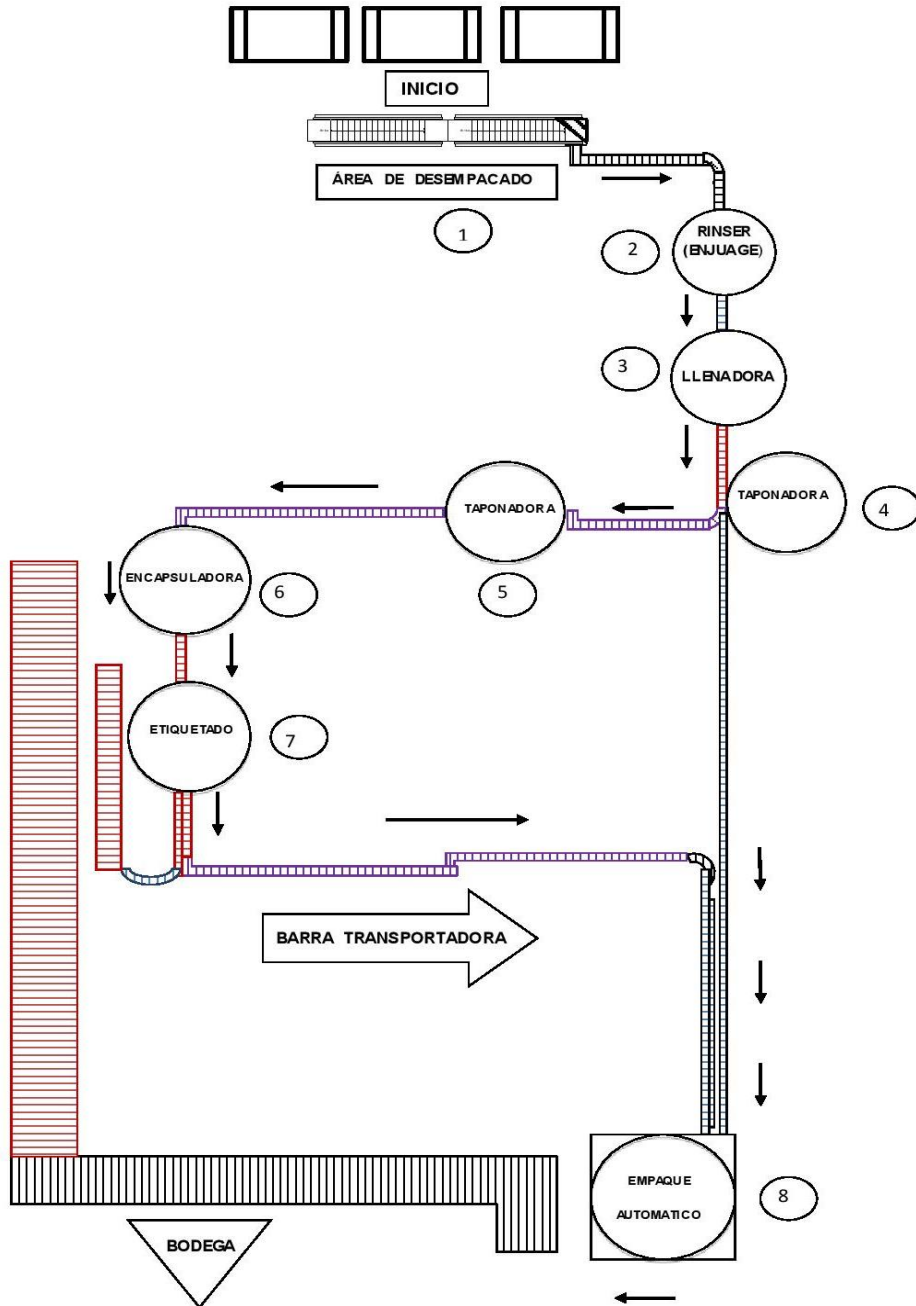 INICIO
ÁREA DE DESEMPACADO
1
RINSER
(ENJUAGE)
2
LLENADORA
3
TAPONADORA
4
TAPONADORA
5
ENCAPSULADORA
6
ETIQUETADO
7
BARRA TRANSPORTADORA
EMPAQUE
AUTOMATICO
8
BODEGA